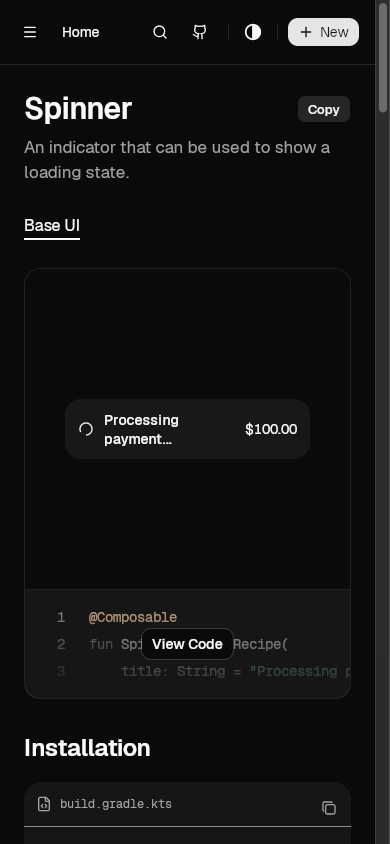 Home
New
Spinner
Copy
An indicator that can be used to show a
loading state.
Base UI
Processing
payment...
$100.00
1 @Composable
2 fun Recipe(
View Code
3 title: String = "Processing
Installation
build.gradle.kts